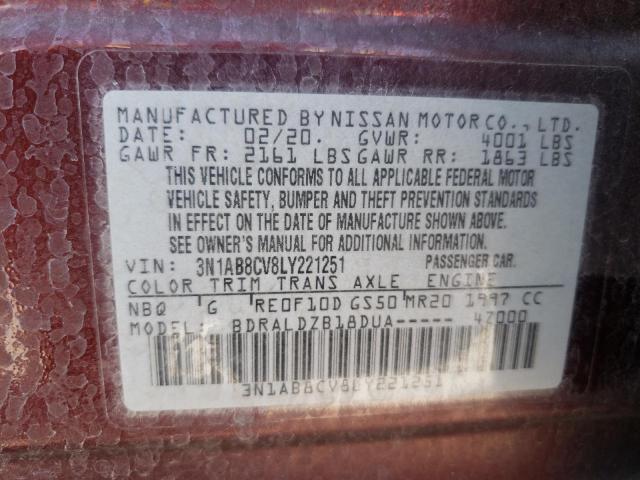 MANUFACTURED BY NISSAN MOTOR CO., LTD.
DATE: 02/20. GVWR: 4001 LBS
GAWR FR: 2161 LBS GAWR RR: 1863 LBS
THIS VEHICLE CONFORMS TO ALL APPLICABLE FEDERAL MOTOR
VEHICLE SAFETY, BUMPER AND THEFT PREVENTION STANDARDS
IN EFFECT ON THE DATE OF MANUFACTURE SHOWN ABOVE.
SEE OWNER'S MANUAL FOR ADDITIONAL INFORMATION.
VIN: 3N1AB8CV8LY221251 PASSENGER CAR.
COLOR TRIM TRANS AXLE ENGINE
NBQ G RE0F10D GS50 MR20 1997 CC
MODEL: BDRALDZB18DUA----- 47000
3N1AB8CV8LY221251